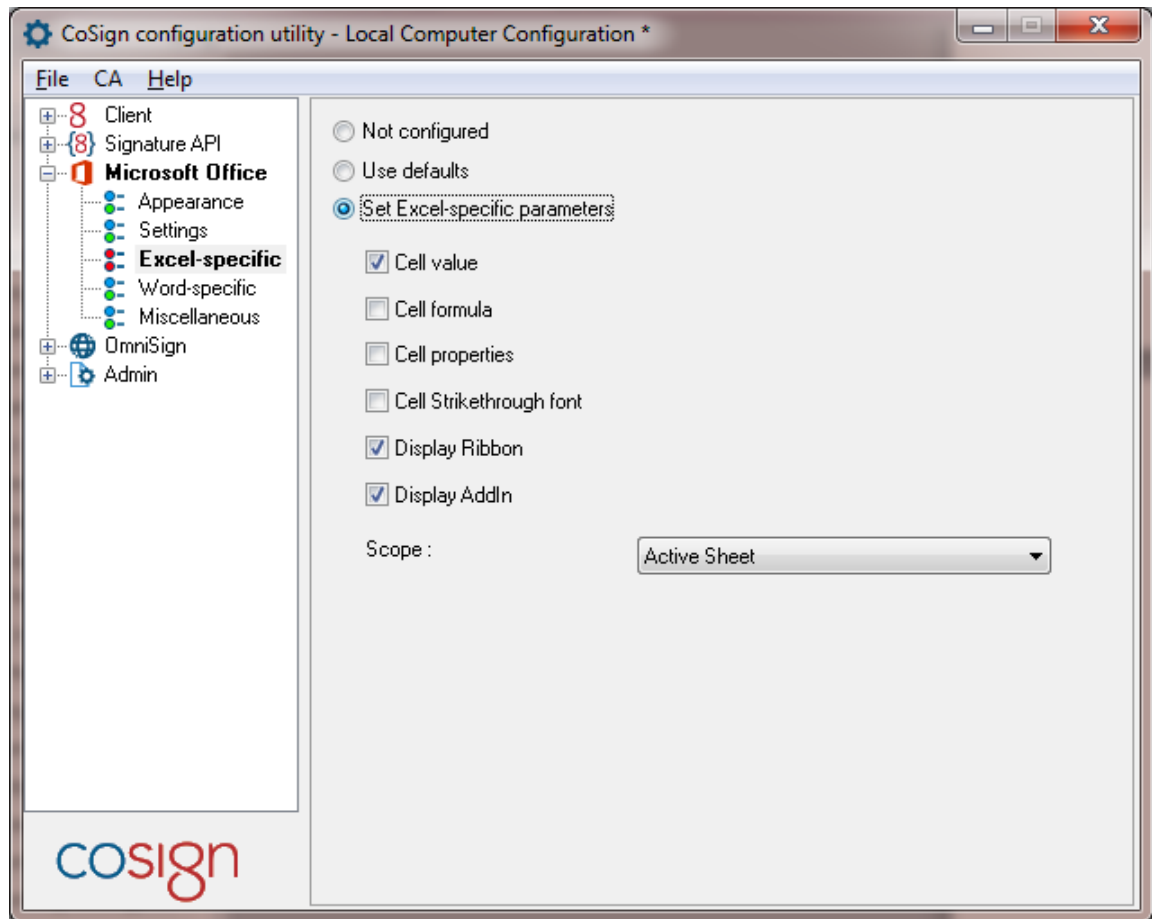 CoSign configuration utility - Local Computer Configuration *
File CA Help
Client
Signature API
Microsoft Office
Appearance
Settings
Excel-specific
Word-specific
Miscellaneous
OmniSign
Admin
cosign
Not configured
Use defaults
Set Excel-specific parameters
Cell value
Cell formula
Cell properties
Cell Strikethrough font
Display Ribbon
Display AddIn
Scope : Active Sheet